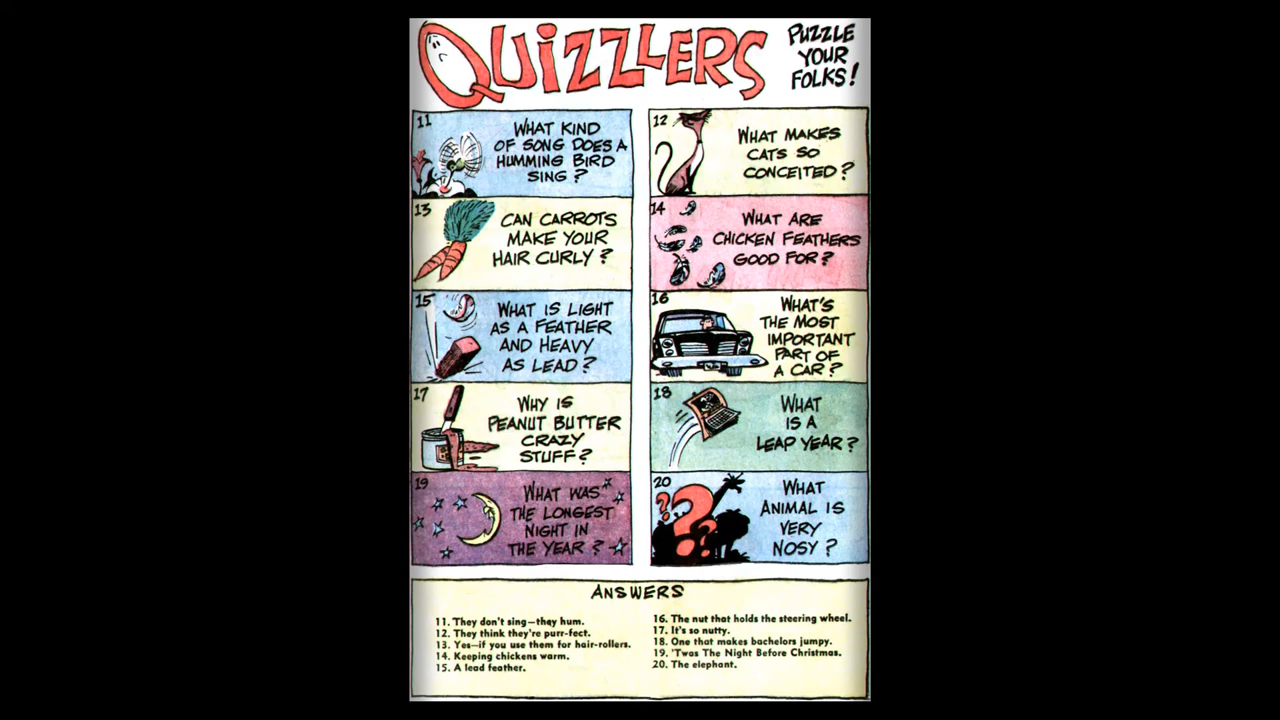 QUIZZLERS
PUZZLE
YOUR
FOLKS!
11
WHAT KIND
OF SONG DOES A
HUMMING BIRD
SING?
12
WHAT MAKES
CATS SO
CONCEITED?
13
CAN CARROTS
MAKE YOUR
HAIR CURLY?
14
WHAT ARE
CHICKEN FEATHERS
GOOD FOR?
15
WHAT IS LIGHT
AS A FEATHER
AND HEAVY
AS LEAD?
16
WHAT'S
THE MOST
IMPORTANT
PART OF
A CAR?
17
WHY IS
PEANUT BUTTER
CRAZY
STUFF?
18
WHAT
IS A
LEAP YEAR?
19
WHAT WAS
THE LONGEST
NIGHT IN
THE YEAR?
20
WHAT
ANIMAL IS
VERY
NOSY?
ANSWERS
11. They don't sing—they hum.
12. They think they're purr-fect.
13. Yes—if you use them for hair-rollers.
14. Keeping chickens warm.
15. A lead feather.
16. The nut that holds the steering wheel.
17. It's so nutty.
18. One that makes bachelors jumpy.
19. 'Twas The Night Before Christmas.
20. The elephant.